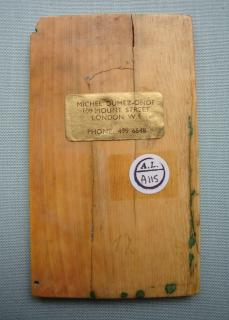 MICHEL DUMEZ-ONOF
109 MOUNT STREET
LONDON W.1
PHONE: 499 6648
A.L.
A115